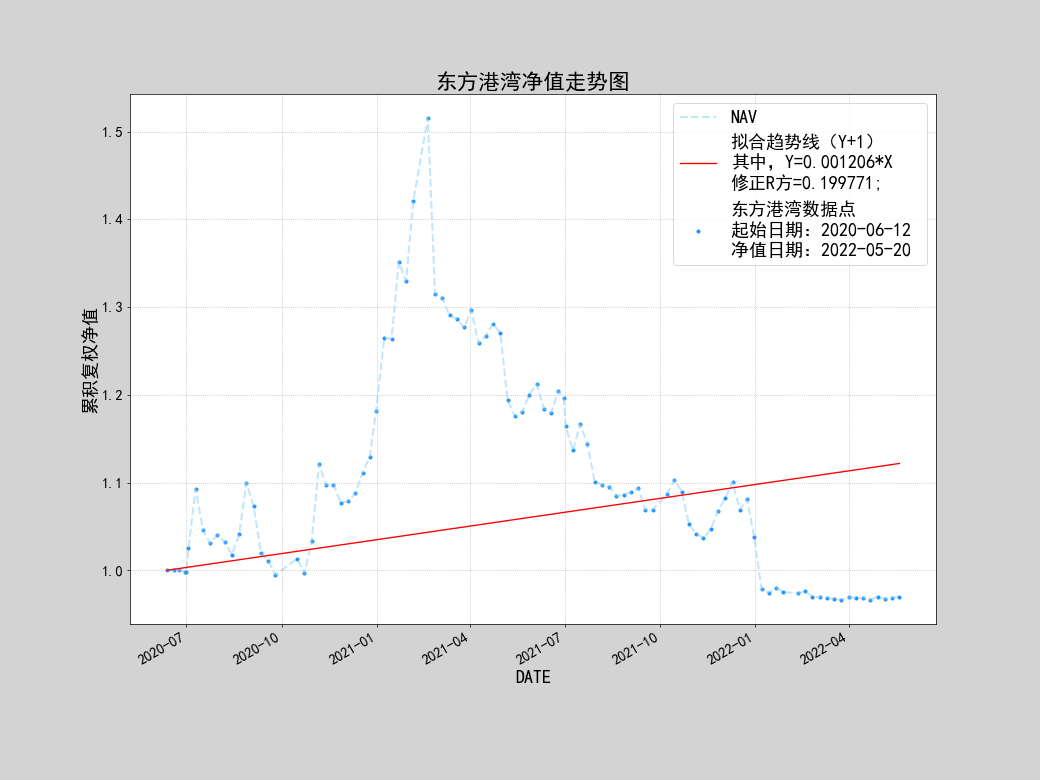 东方港湾净值走势图
NAV
拟合趋势线（Y+1）
其中，Y=0.001206*X
修正R方=0.199771;
东方港湾数据点
起始日期：2020-06-12
净值日期：2022-05-20
累积复权净值
1.5
1.4
1.3
1.2
1.1
1.0
2020-07
2020-10
2021-01
2021-04
2021-07
2021-10
2022-01
2022-04
DATE